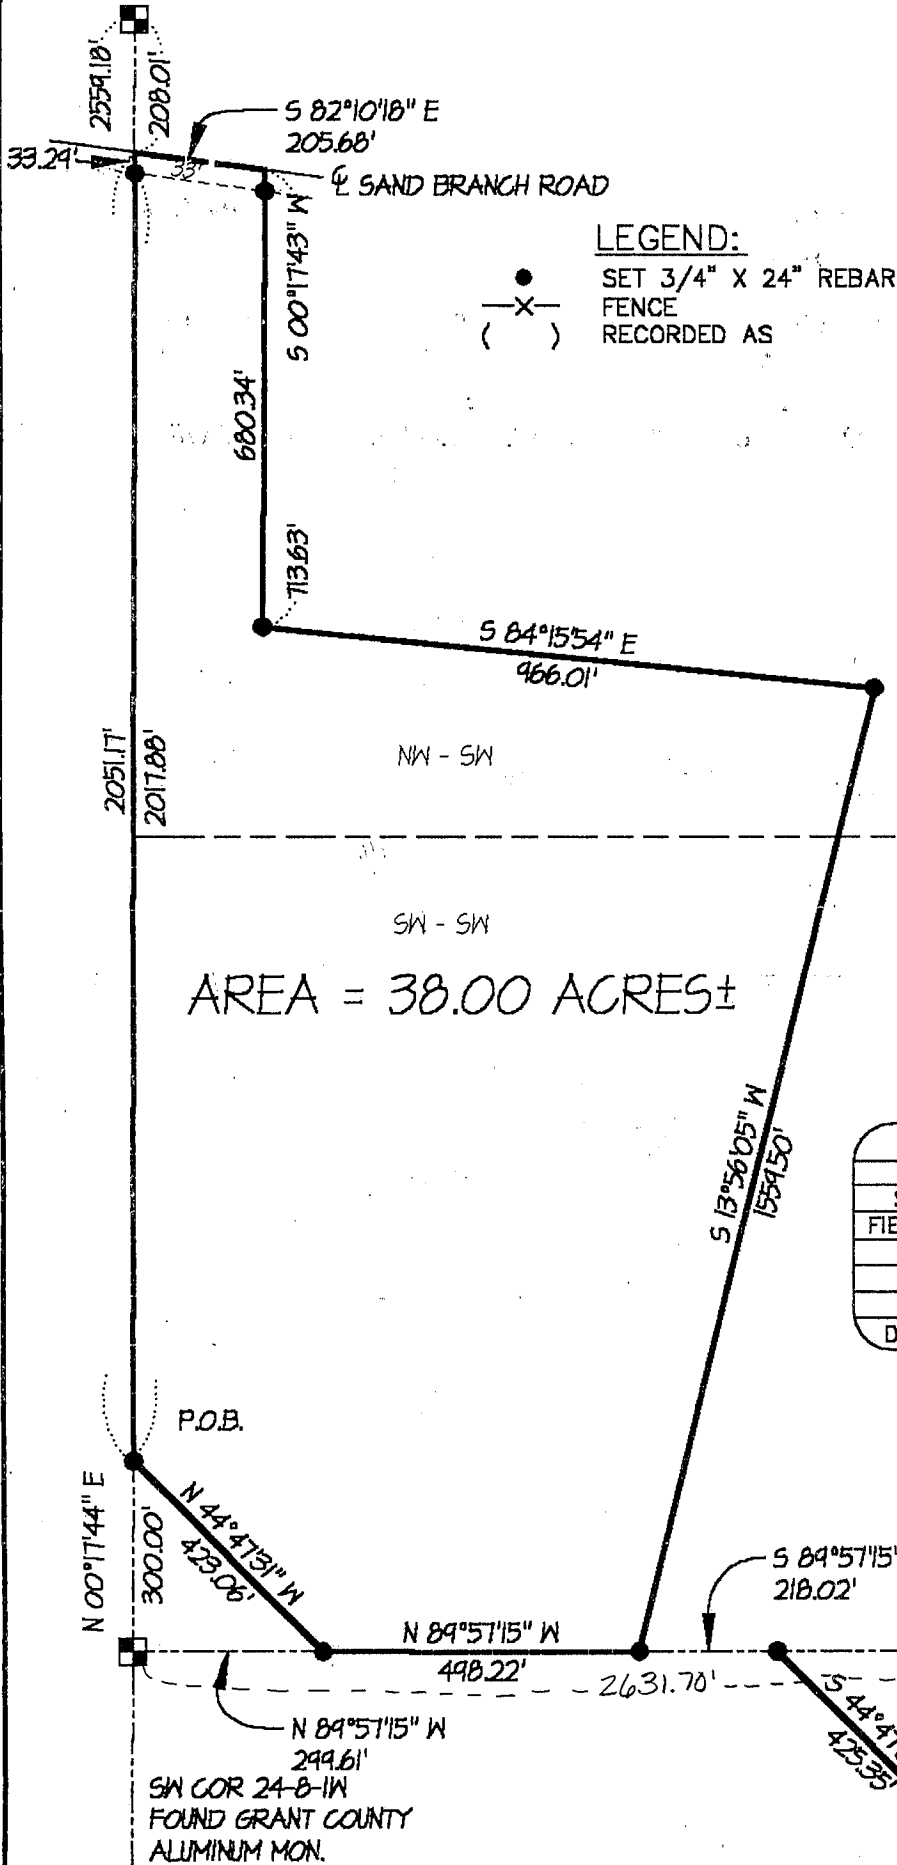 2559.18'
208.01'
S 82°10'18" E
205.68'
33.29'
33'
℄ SAND BRANCH ROAD
LEGEND:
SET 3/4" X 24" REBAR
—X— FENCE
( ) RECORDED AS
S 00°17'43" W
680.34'
713.63'
S 84°15'54" E
966.01'
2051.17'
2017.88'
NW - SW
SW - SW
AREA = 38.00 ACRES±
S 13°56'05" W
1559.50'
FIE
D
P.O.B.
N 00°17'44" E
300.00'
N 44°47'31" W
423.06'
S 89°57'15"
218.02'
N 89°57'15" W
498.22'
2631.70'
S 44°47
425.35'
N 89°57'15" W
299.61'
SW COR 24-8-1W
FOUND GRANT COUNTY
ALUMINUM MON.